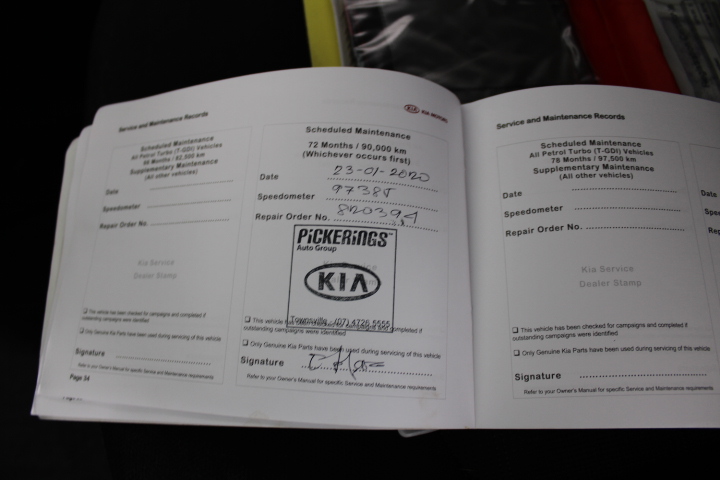 Service and Maintenance Records
Scheduled Maintenance
All Petrol Turbo (T-GDI) Vehicles
66 Months / 82,500 km
Supplementary Maintenance
(All other vehicles)
Date
Speedometer
Repair Order No.
Kia Service
Dealer Stamp
❑ This vehicle has been checked for campaigns and completed if
outstanding campaigns were identified
❑ Only Genuine Kia Parts have been used during servicing of this vehicle
Signature
Refer to your Owner's Manual for specific Service and Maintenance requirements
Page 54
KIA KIA MOTORS
Scheduled Maintenance
72 Months / 90,000 km
(Whichever occurs first)
Date 23-01-2020
Speedometer 97385
Repair Order No. 820394
PiCKERiNGS™
Auto Group
KIA
Townsville (07) 4726 5555
❑ This vehicle has been checked for campaigns and completed if
outstanding campaigns were identified
❑ Only Genuine Kia Parts have been used during servicing of this vehicle
Signature
Refer to your Owner's Manual for specific Service and Maintenance requirements
Service and Maintenance Records
Scheduled Maintenance
All Petrol Turbo (T-GDI) Vehicles
78 Months / 97,500 km
Supplementary Maintenance
(All other vehicles)
Date
Speedometer
Repair Order No.
Kia Service
Dealer Stamp
❑ This vehicle has been checked for campaigns and completed if
outstanding campaigns were identified
❑ Only Genuine Kia Parts have been used during servicing of this vehicle
Signature
Refer to your Owner's Manual for specific Service and Maintenance requirements